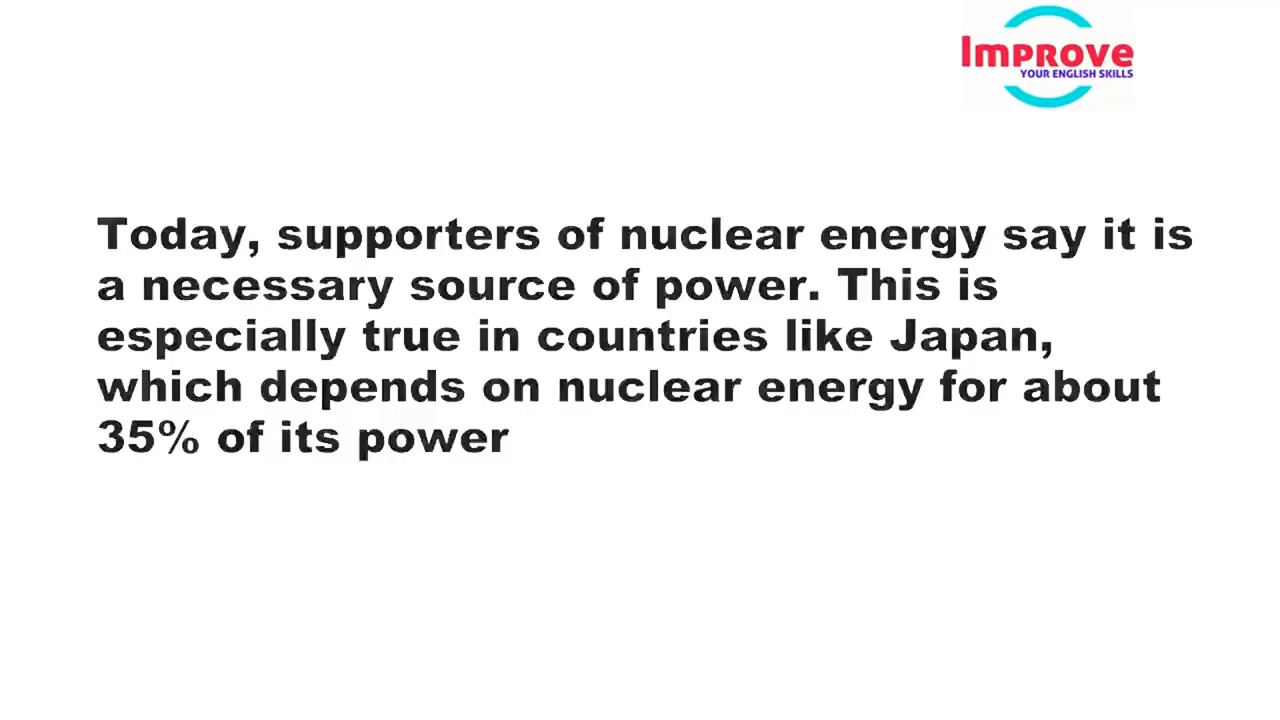 Improve
YOUR ENGLISH SKILLS
Today, supporters of nuclear energy say it is
a necessary source of power. This is
especially true in countries like Japan,
which depends on nuclear energy for about
35% of its power